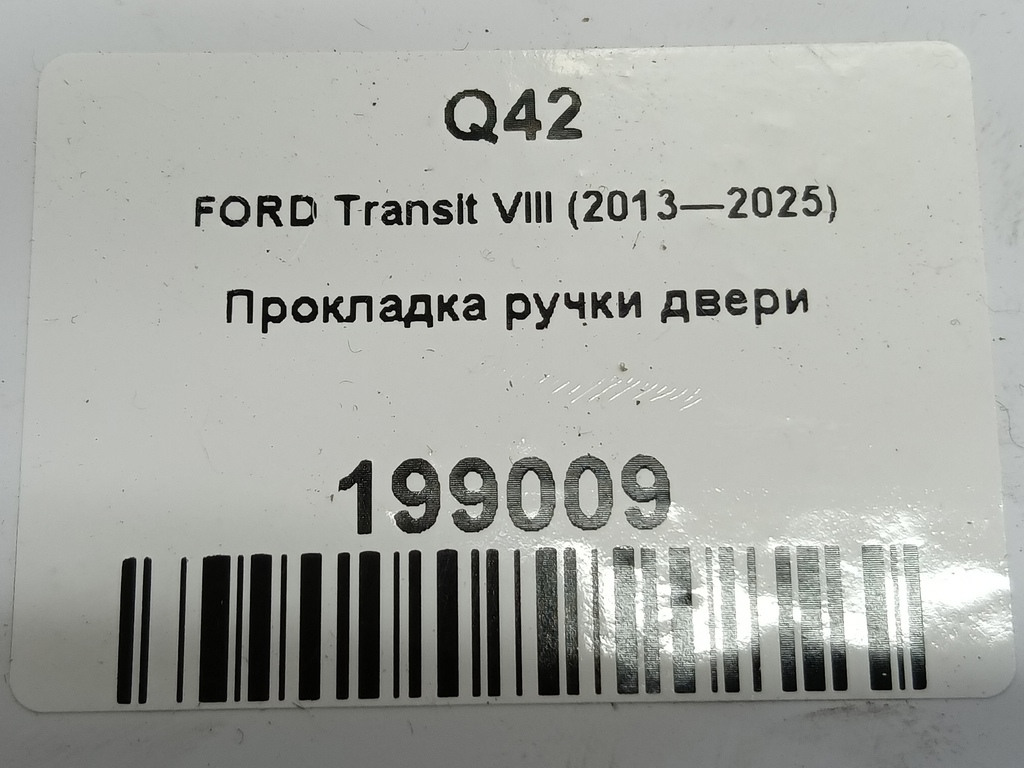 Q42
FORD Transit VIII (2013—2025)
Прокладка ручки двери
199009